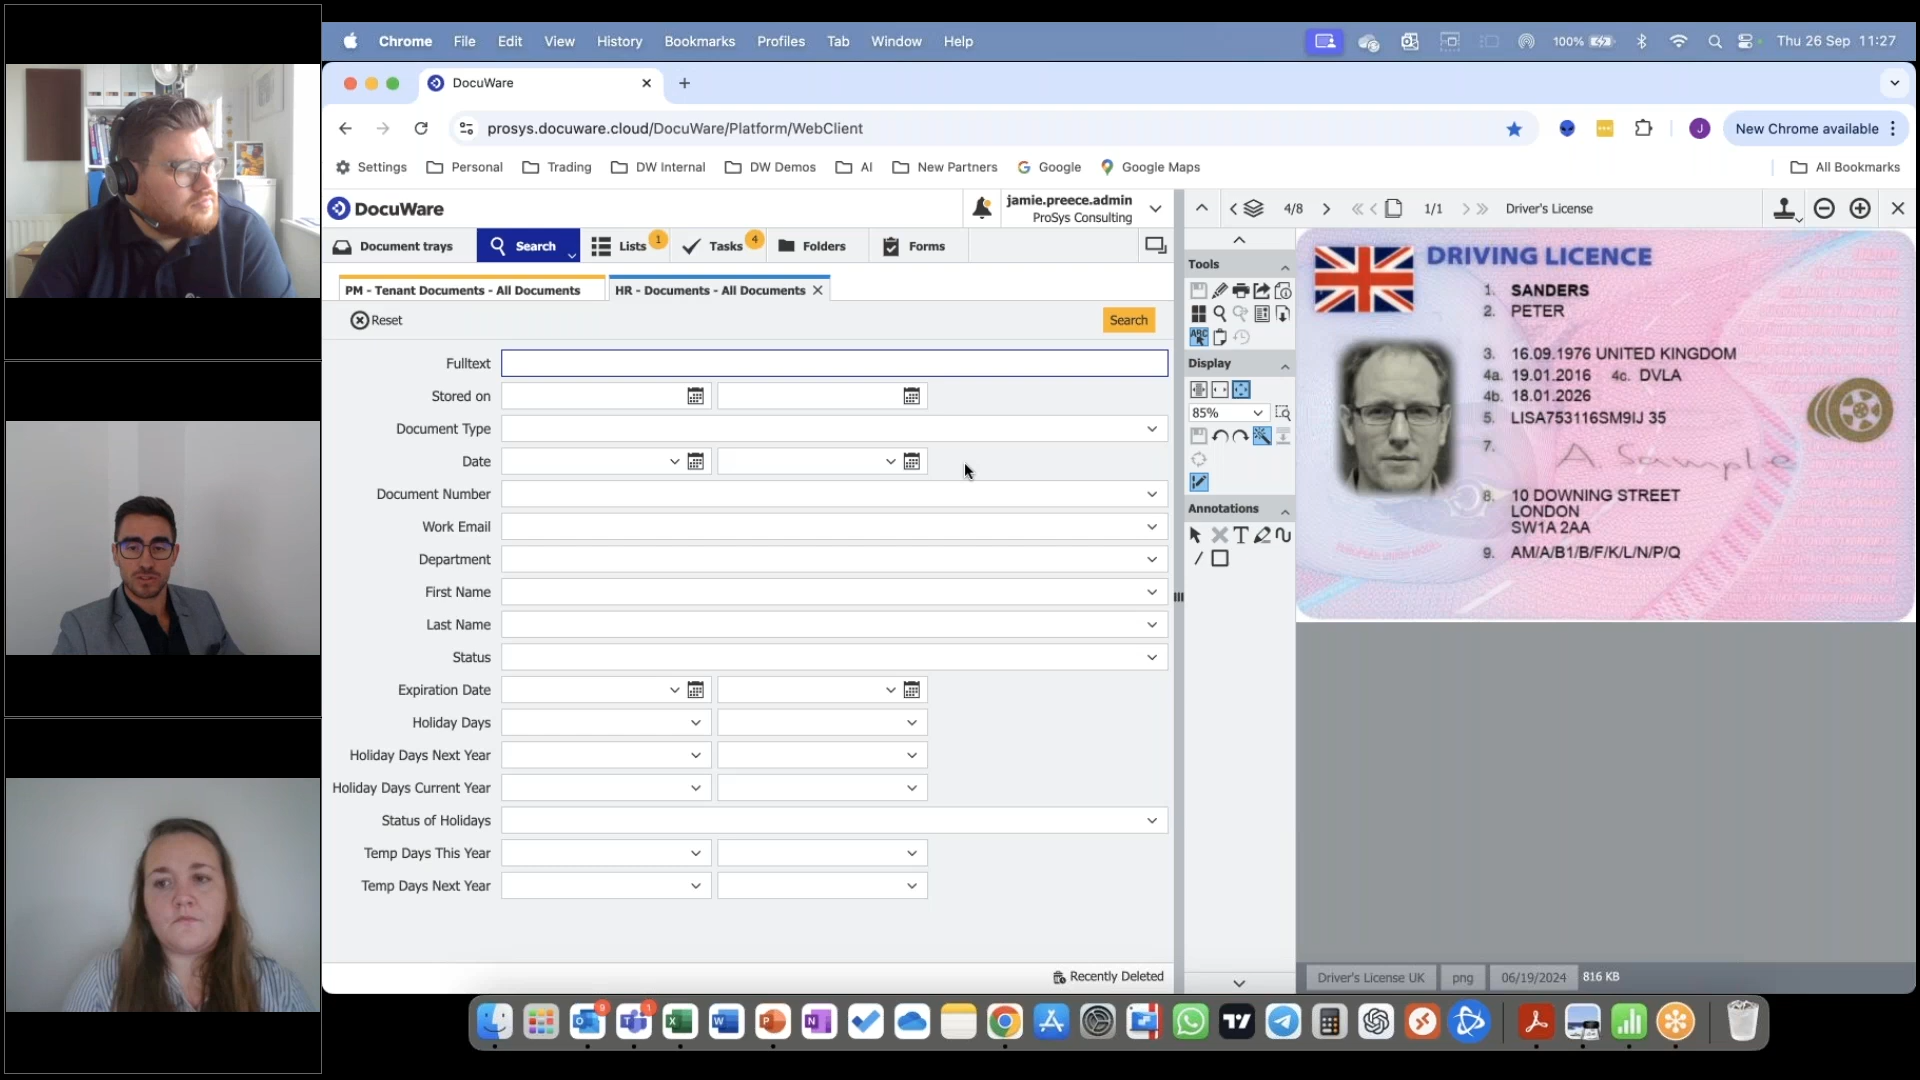 Chrome File Edit View History Bookmarks Profiles Tab Window Help
100% Thu 26 Sep 11:27
DocuWare
prosys.docuware.cloud/DocuWare/Platform/WebClient
J
New Chrome available
Settings Personal Trading DW Internal DW Demos AI New Partners Google Google Maps
All Bookmarks
DocuWare
jamie.preece.admin
ProSys Consulting
Document trays Search Lists 1 Tasks 4 Folders Forms
PM - Tenant Documents - All Documents
HR - Documents - All Documents
Reset
Search
Fulltext
Stored on
Document Type
Date
Document Number
Work Email
Department
First Name
Last Name
Status
Expiration Date
Holiday Days
Holiday Days Next Year
Holiday Days Current Year
Status of Holidays
Temp Days This Year
Temp Days Next Year
Recently Deleted
4/8 1/1 Driver's License
Tools
ABC
Display
85%
Annotations
DRIVING LICENCE
1. SANDERS
2. PETER
3. 16.09.1976 UNITED KINGDOM
4a. 19.01.2016 4c. DVLA
4b. 18.01.2026
5. LISA753116SM9IJ 35
7. A Sample
8. 10 DOWNING STREET
LONDON
SW1A 2AA
9. AM/A/B1/B/F/K/L/N/P/Q
Driver's License UK png 06/19/2024 816 KB